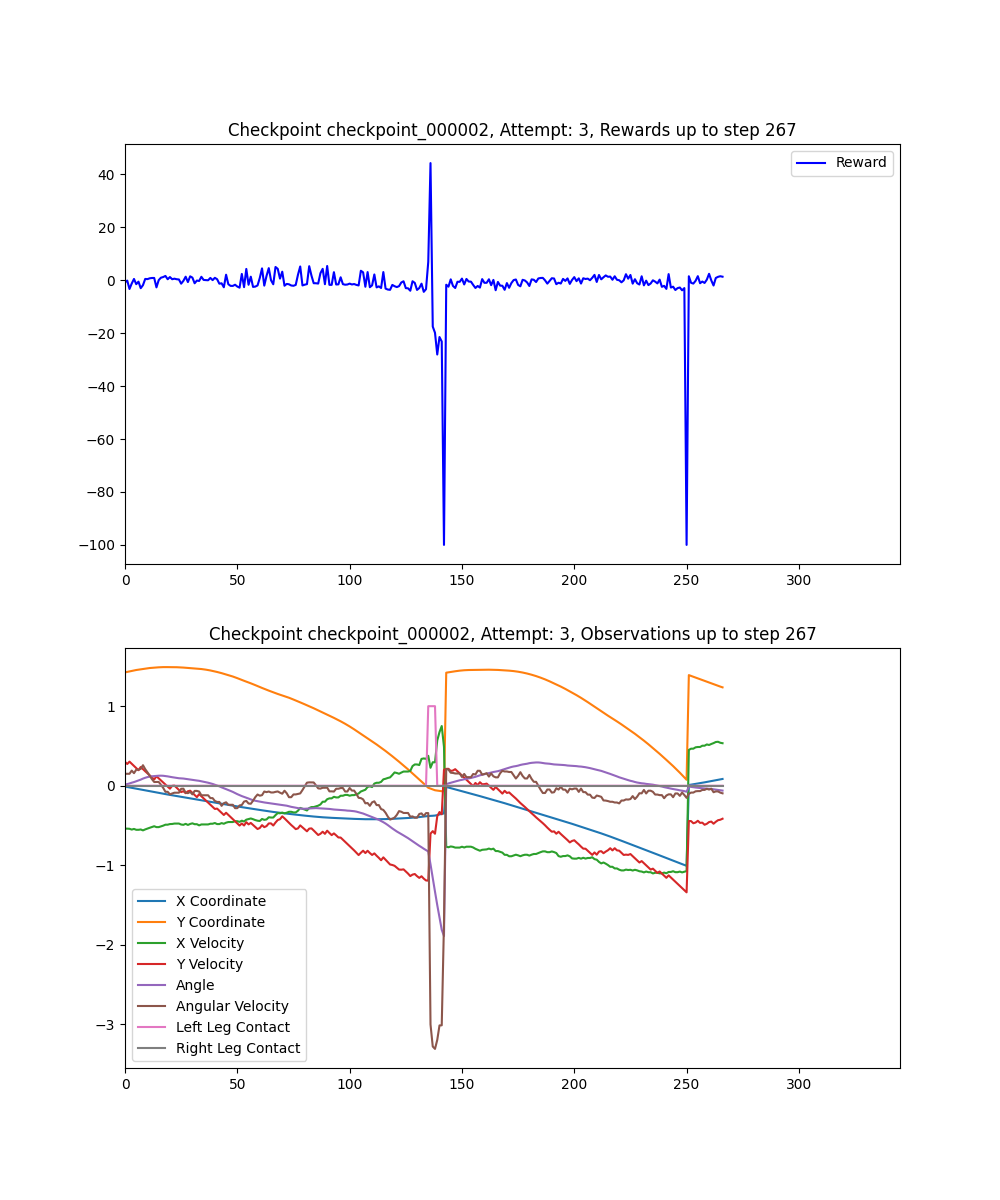 Checkpoint checkpoint_000002, Attempt: 3, Rewards up to step 267
Reward
40
20
0
−20
−40
−60
−80
−100
0 50 100 150 200 250 300
Checkpoint checkpoint_000002, Attempt: 3, Observations up to step 267
1
0
−1
−2
−3
X Coordinate
Y Coordinate
X Velocity
Y Velocity
Angle
Angular Velocity
Left Leg Contact
Right Leg Contact
0 50 100 150 200 250 300